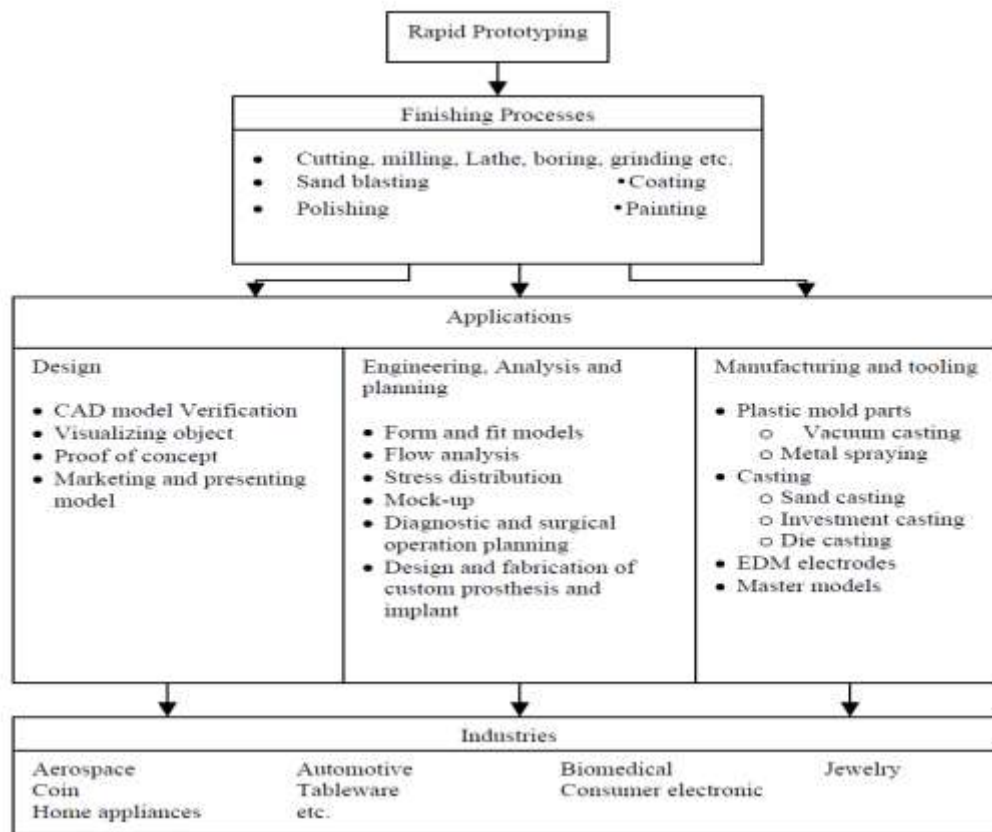 Rapid Prototyping
Finishing Processes
• Cutting, milling, Lathe, boring, grinding etc.
• Sand blasting •Coating
• Polishing •Painting
Applications
Design
• CAD model Verification
• Visualizing object
• Proof of concept
• Marketing and presenting
model
Engineering, Analysis and
planning
• Form and fit models
• Flow analysis
• Stress distribution
• Mock-up
• Diagnostic and surgical
operation planning
• Design and fabrication of
custom prosthesis and
implant
Manufacturing and tooling
• Plastic mold parts
o Vacuum casting
o Metal spraying
• Casting
o Sand casting
o Investment casting
o Die casting
• EDM electrodes
• Master models
Industries
Aerospace Automotive Biomedical Jewelry
Coin Tableware Consumer electronic
Home appliances etc.